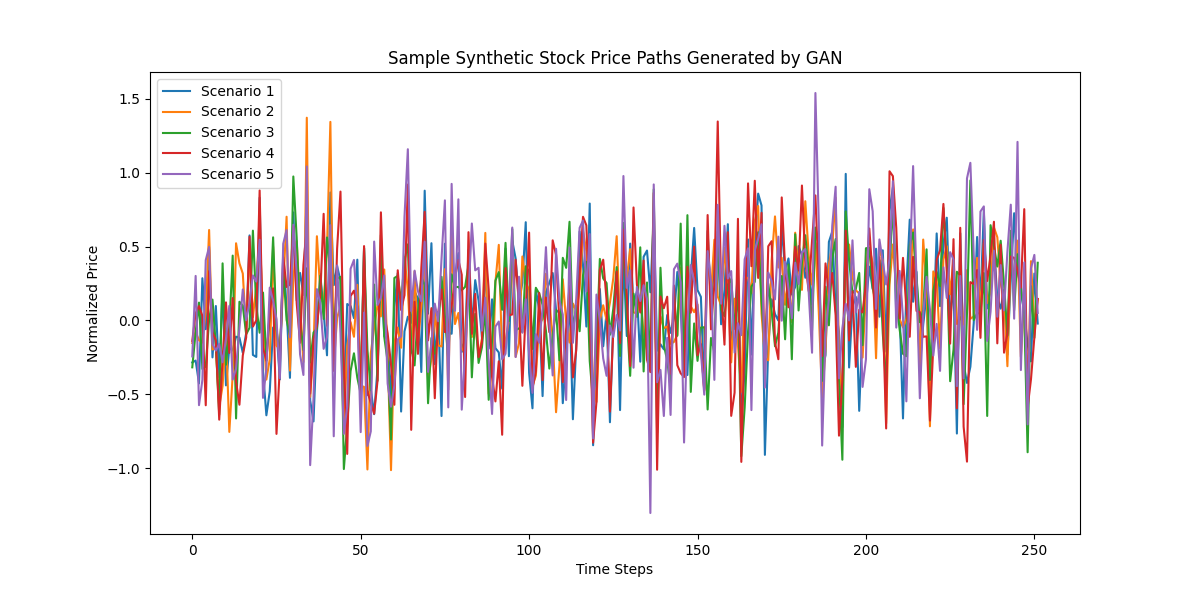 Sample Synthetic Stock Price Paths Generated by GAN
Scenario 1
Scenario 2
Scenario 3
Scenario 4
Scenario 5
Normalized Price
1.5
1.0
0.5
0.0
−0.5
−1.0
0 50 100 150 200 250
Time Steps